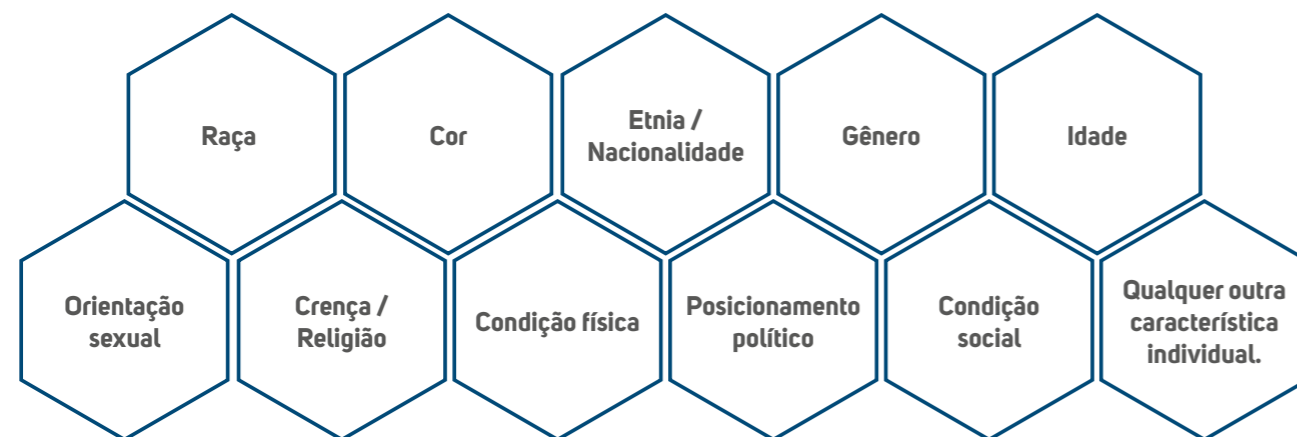 Raça
Cor
Etnia /
Nacionalidade
Gênero
Idade
Orientação
sexual
Crença /
Religião
Condição física
Posicionamento
político
Condição
social
Qualquer outra
característica
individual.